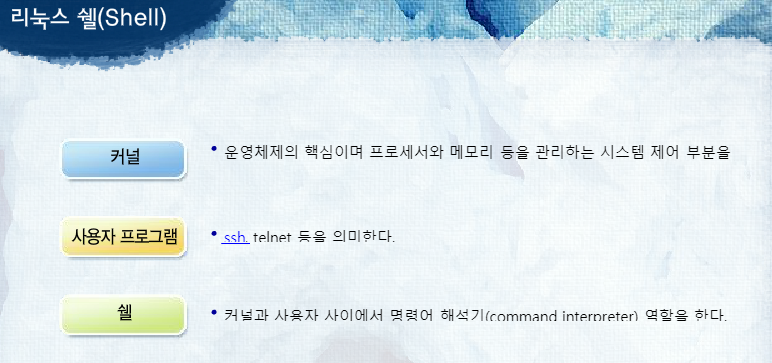 리눅스 쉘(Shell)
커널
• 운영체제의 핵심이며 프로세서와 메모리 등을 관리하는 시스템 제어 부분을
사용자 프로그램
• ssh, telnet 등을 의미한다.
쉘
• 커널과 사용자 사이에서 명령어 해석기(command interpreter) 역할을 한다.